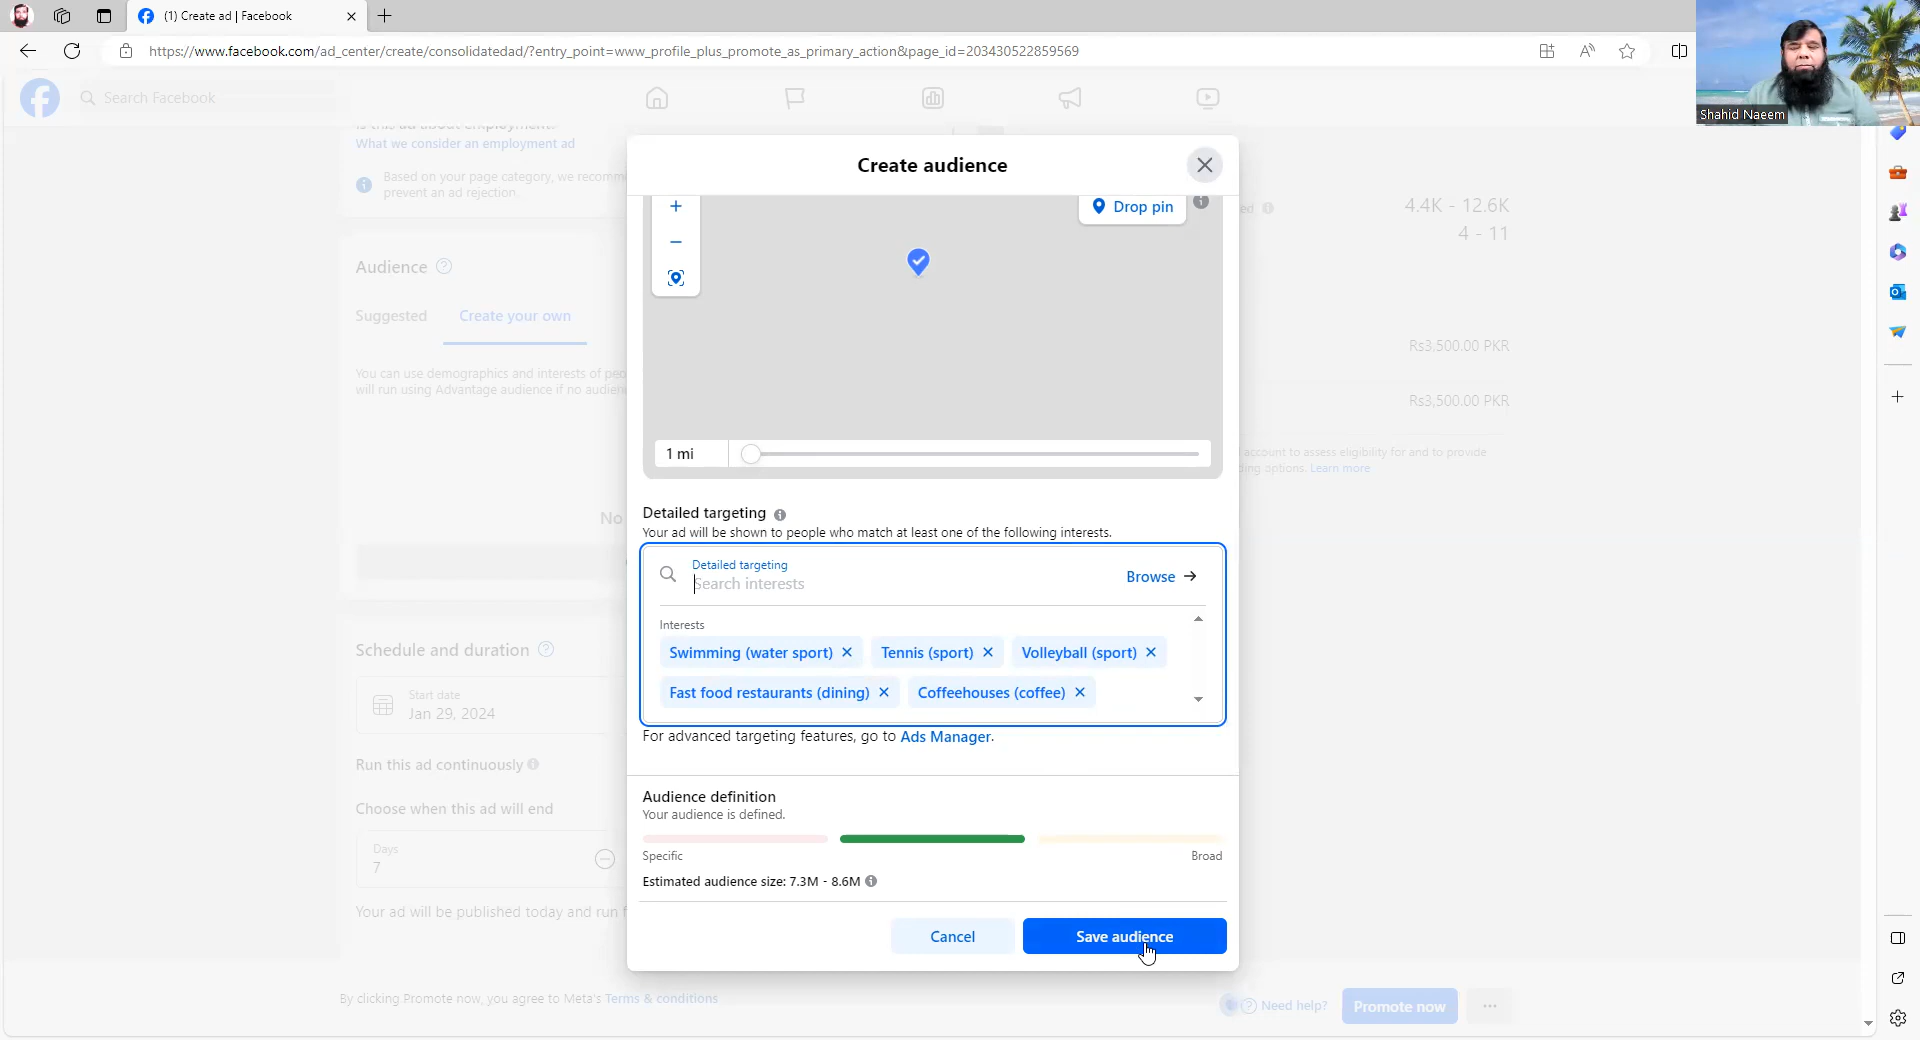 (1) Create ad | Facebook
https://www.facebook.com/ad_center/create/consolidatedad/?entry_point=www_profile_plus_promote_as_primary_action&page_id=203430522859569
Shahid Naeem
Search Facebook
Is this ad about employment?
What we consider an employment ad
Based on your page category, we recomm
prevent an ad rejection.
Audience
Suggested
Create your own
You can use demographics and interests of peo
will run using Advantage audience if no audien
No
Schedule and duration
Start date
Jan 29, 2024
Run this ad continuously
Choose when this ad will end
Days
7
Your ad will be published today and run f
By clicking Promote now, you agree to Meta's Terms & conditions
Create audience
Drop pin
1 mi
Detailed targeting
Your ad will be shown to people who match at least one of the following interests.
Detailed targeting
Search interests
Browse
Interests
Swimming (water sport)
Tennis (sport)
Volleyball (sport)
Fast food restaurants (dining)
Coffeehouses (coffee)
For advanced targeting features, go to Ads Manager.
Audience definition
Your audience is defined.
Specific
Broad
Estimated audience size: 7.3M - 8.6M
Cancel
Save audience
ed
4.4K - 12.6K
4 - 11
Rs3,500.00 PKR
Rs3,500.00 PKR
account to assess eligibility for and to provide
ding options. Learn more
Need help?
Promote now